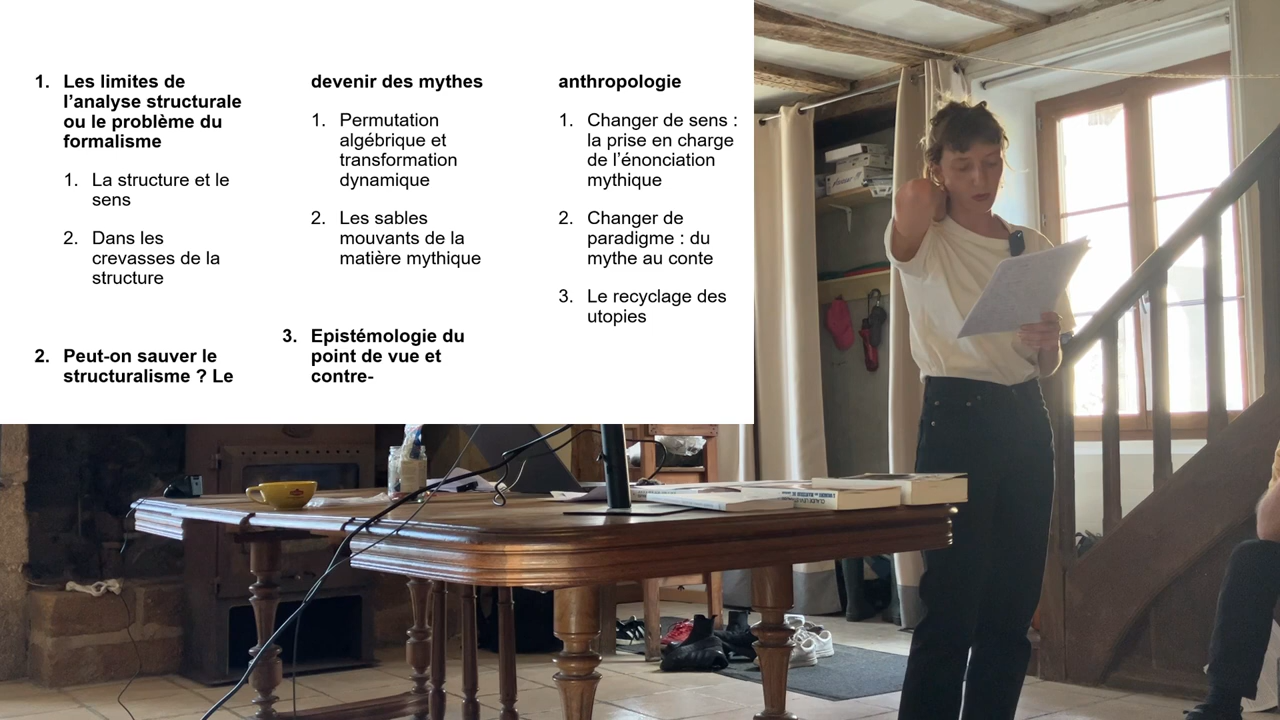 1. Les limites de
l’analyse structurale
ou le problème du
formalisme
1. La structure et le
sens
2. Dans les
crevasses de la
structure
2. Peut-on sauver le
structuralisme ? Le
devenir des mythes
1. Permutation
algébrique et
transformation
dynamique
2. Les sables
mouvants de la
matière mythique
3. Epistémologie du
point de vue et
contre-
anthropologie
1. Changer de sens :
la prise en charge
de l’énonciation
mythique
2. Changer de
paradigme : du
mythe au conte
3. Le recyclage des
utopies